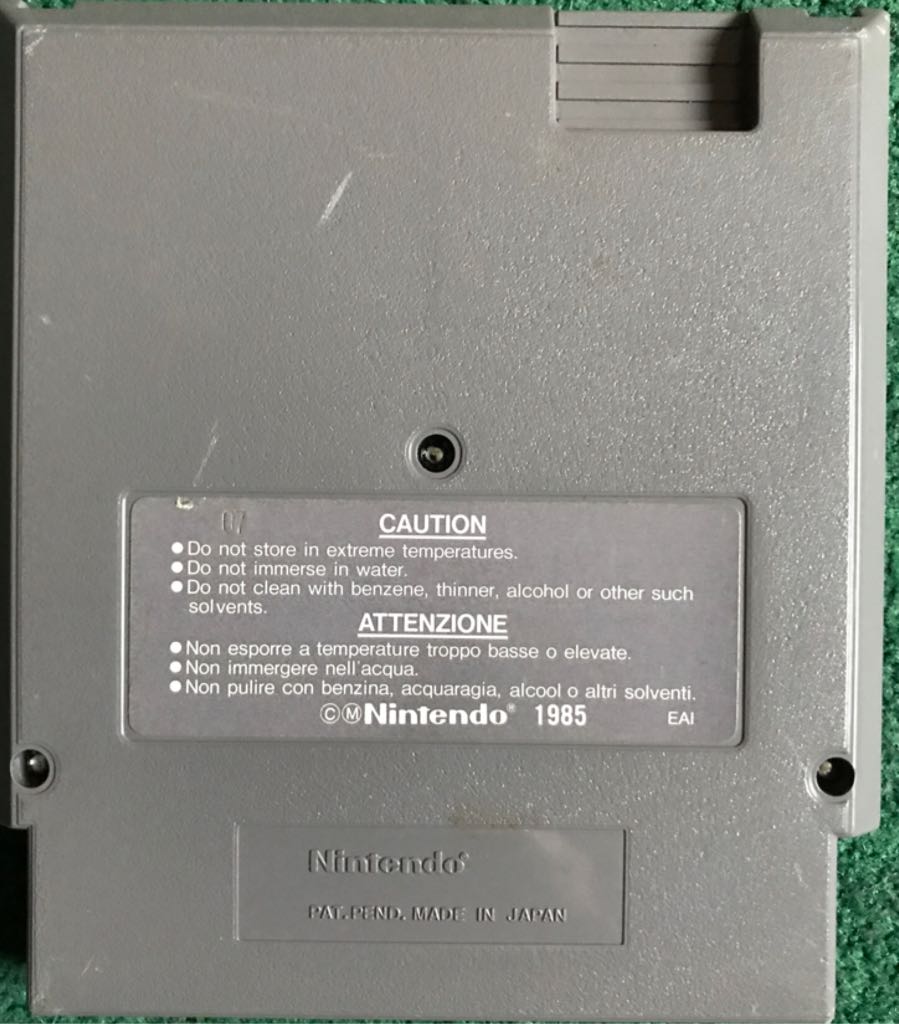 07
CAUTION
●Do not store in extreme temperatures.
●Do not immerse in water.
●Do not clean with benzene, thinner, alcohol or other such
solvents.
ATTENZIONE
●Non esporre a temperature troppo basse o elevate.
●Non immergere nell'acqua.
●Non pulire con benzina, acquaragia, alcool o altri solventi.
©ⓂNintendo® 1985 EAI
Nintendo®
PAT. PEND. MADE IN JAPAN